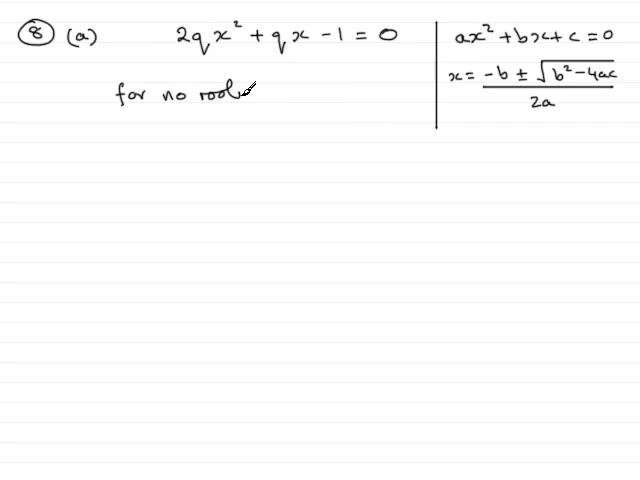 ⑧ (a) 2qx² + qx - 1 = 0
for no roots
ax² + bx + c = 0
x = (-b ± √(b² - 4ac)) / 2a